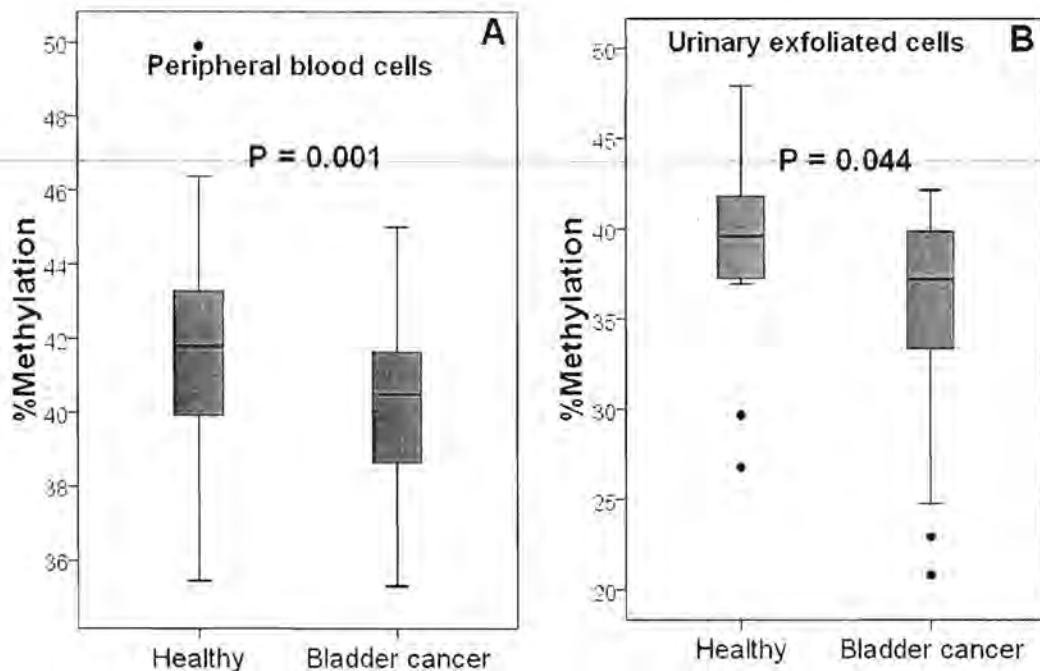 A
Peripheral blood cells
P = 0.001
%Methylation
50
48
46
44
42
40
38
36
Healthy
Bladder cancer
Urinary exfoliated cells
B
P = 0.044
%Methylation
50
45
40
35
30
25
20
Healthy
Bladder cancer